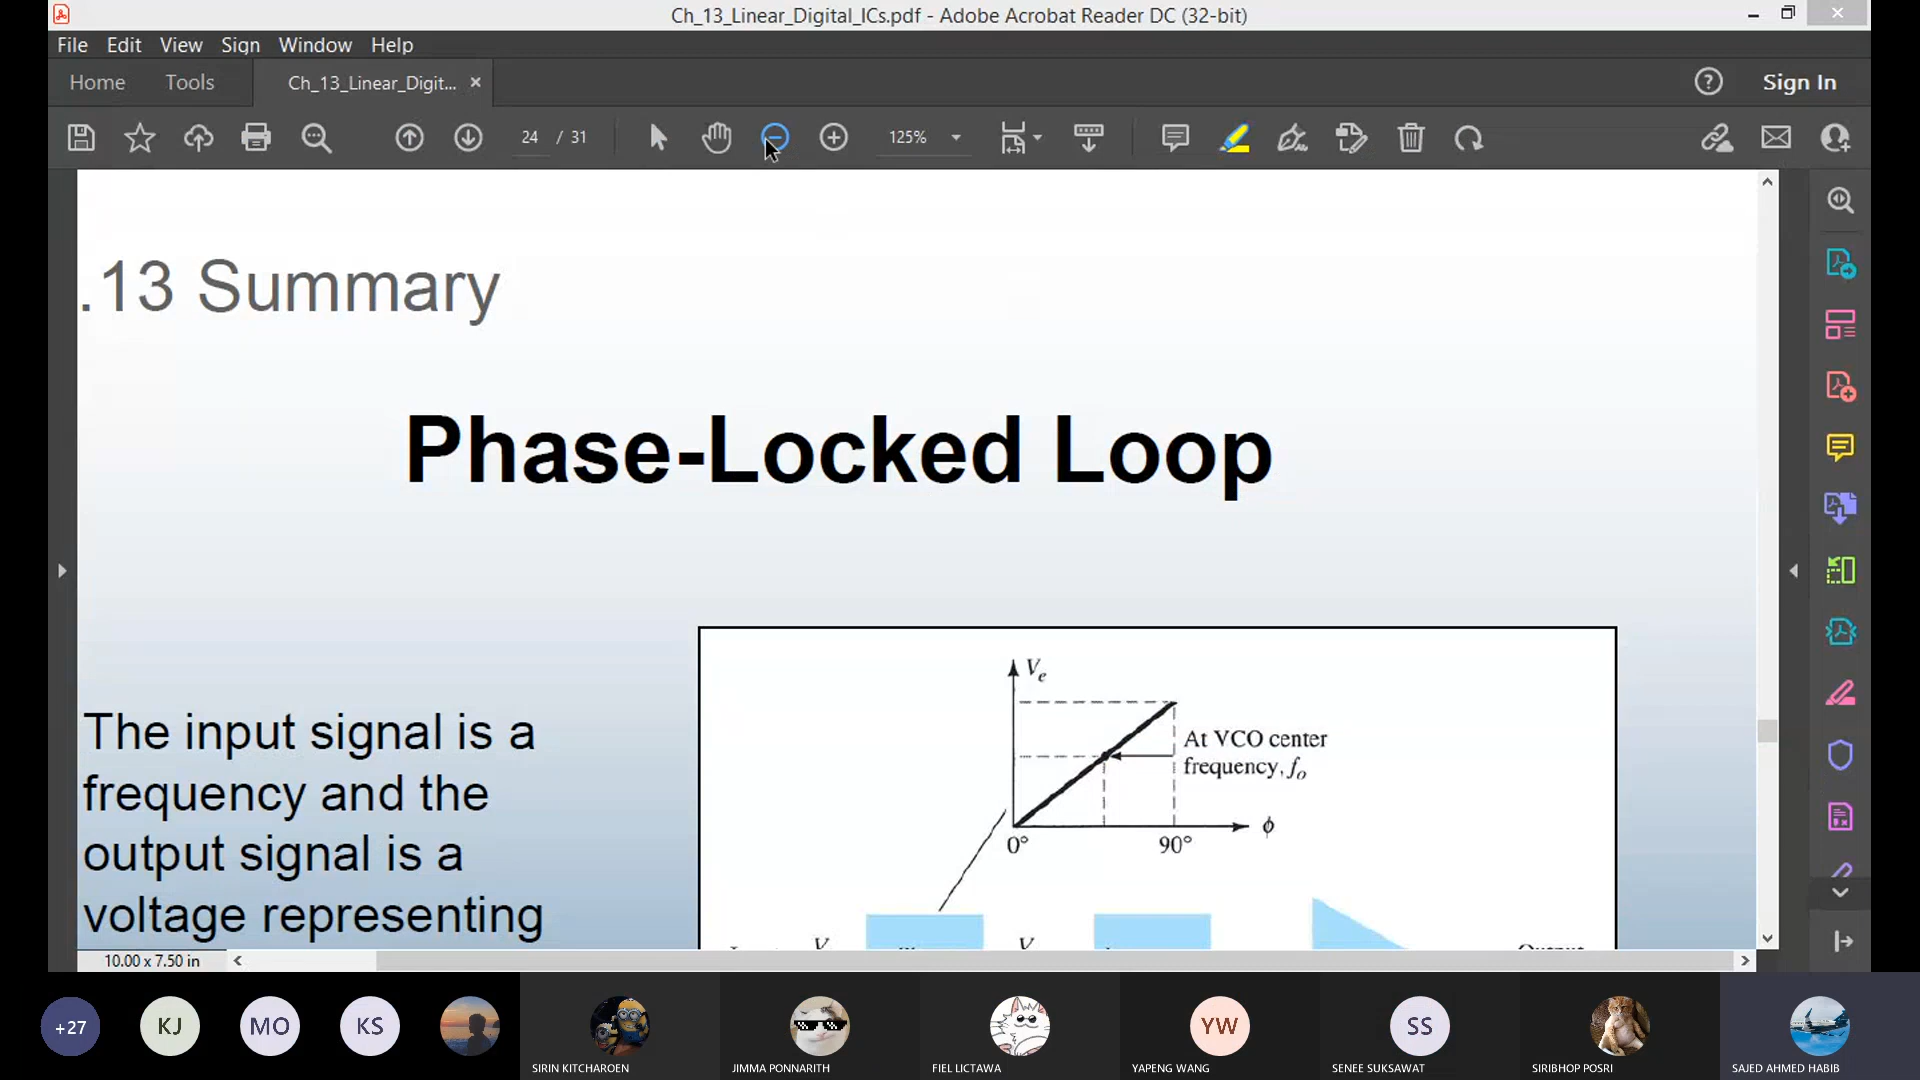 Ch_13_Linear_Digital_ICs.pdf - Adobe Acrobat Reader DC (32-bit)
File Edit View Sign Window Help
Home Tools Ch_13_Linear_Digit... × Sign In
24 / 31 125%
.13 Summary
Phase-Locked Loop
The input signal is a
frequency and the
output signal is a
voltage representing
Ve
At VCO center
frequency, fo
0° 90° ϕ
10.00 x 7.50 in
+27 KJ MO KS YW SS
SIRIN KITCHAROEN JIMMA PONNARITH FIEL LICTAWA YAPENG WANG SENEE SUKSAWAT SIRIBHOP POSRI SAJED AHMED HABIB